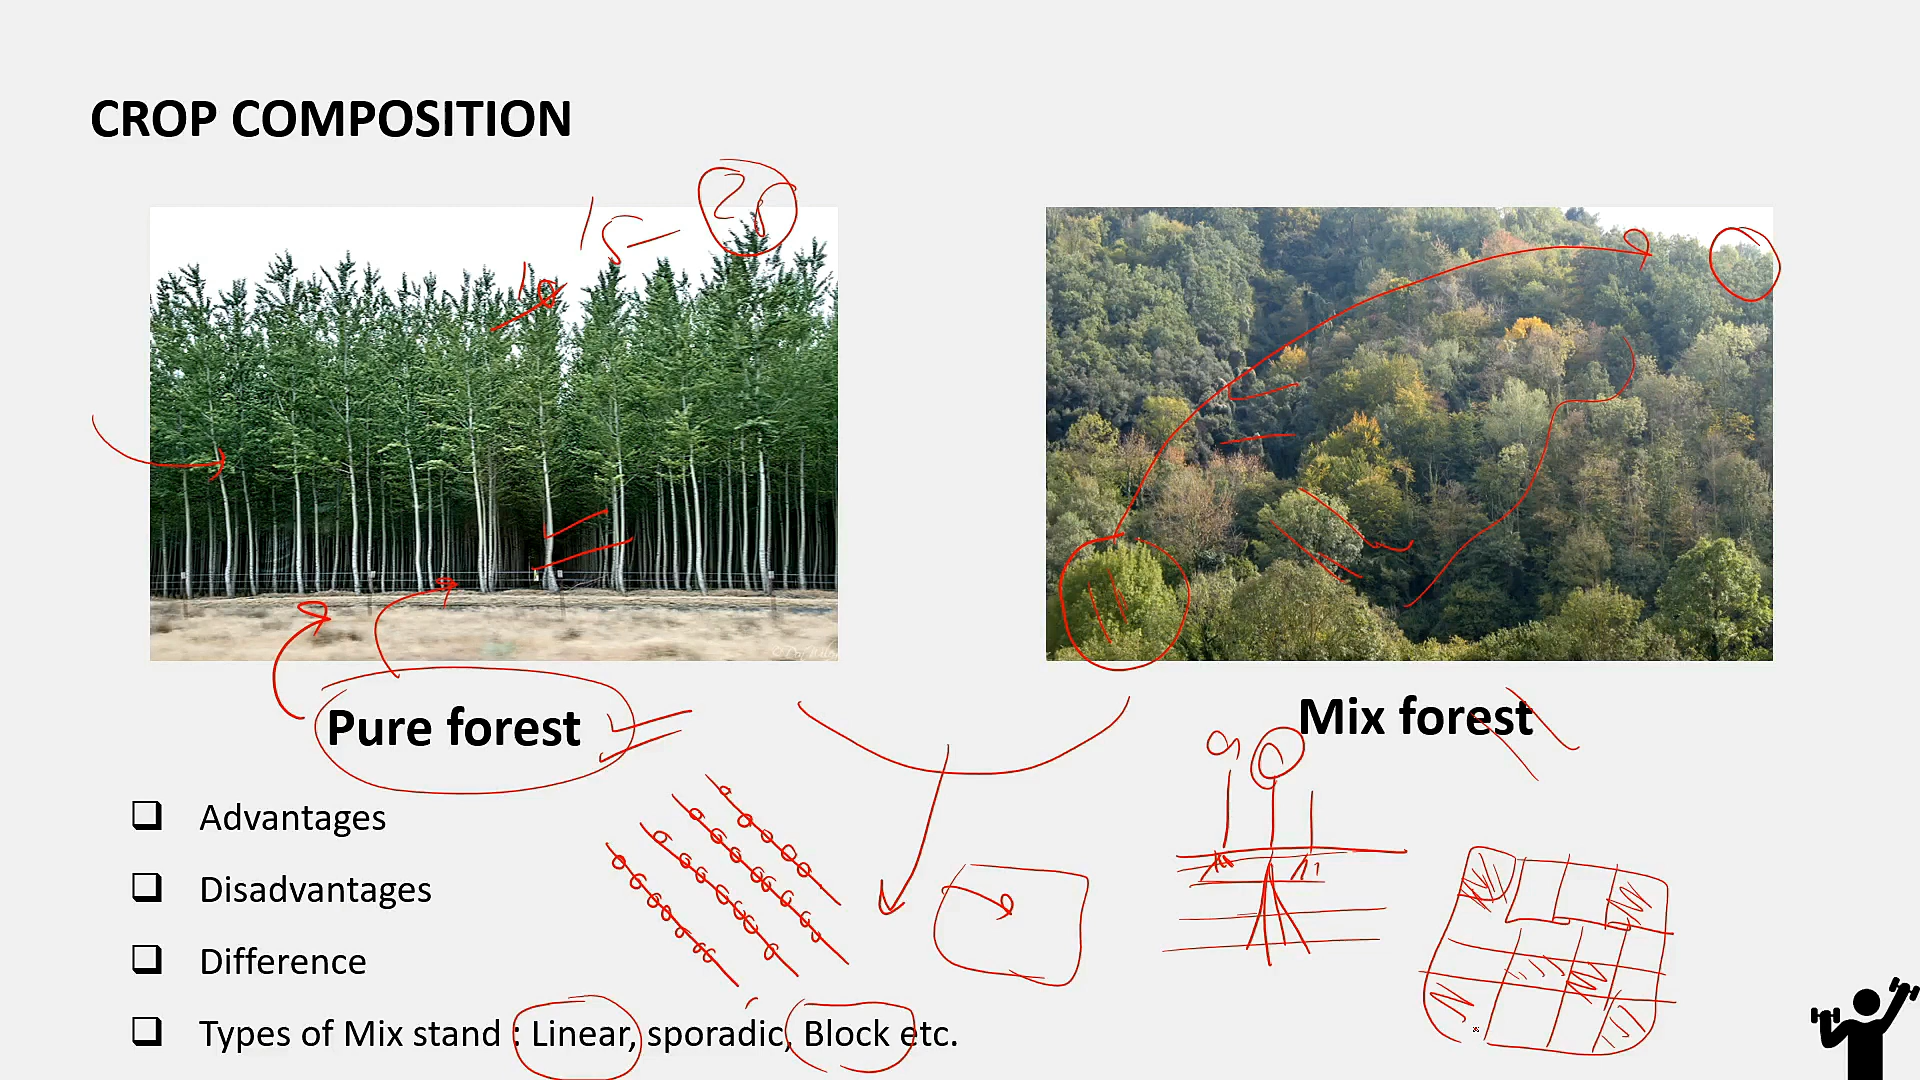 CROP COMPOSITION
Pure forest
Mix forest
Advantages
Disadvantages
Difference
Types of Mix stand : Linear, sporadic, Block etc.